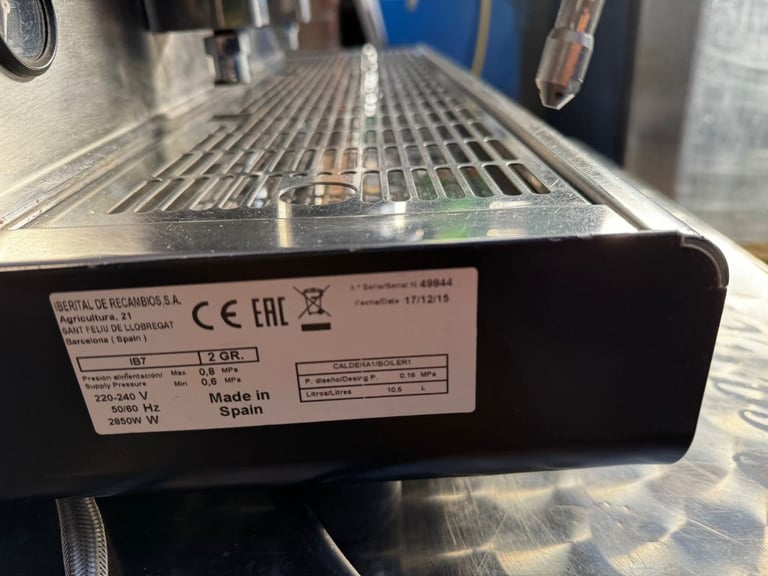 IBERITAL DE RECAMBIOS,S.A.
Agricultura, 21
SANT FELIU DE LLOBREGAT
Barcelona ( Spain )
CE EAC
Nº Serie/Serial N. 49844
Fecha/Date 17/12/15
IB7 2 GR.
Presion alimentación/ Max 0,8 MPa
Supply Pressure Min 0,6 MPa
220-240 V
50/60 Hz
2850W W
Made in
Spain
CALDERA1/BOILER1
P. diseño/Desing P. 0.16 MPa
Litros/Litres 10.5 L